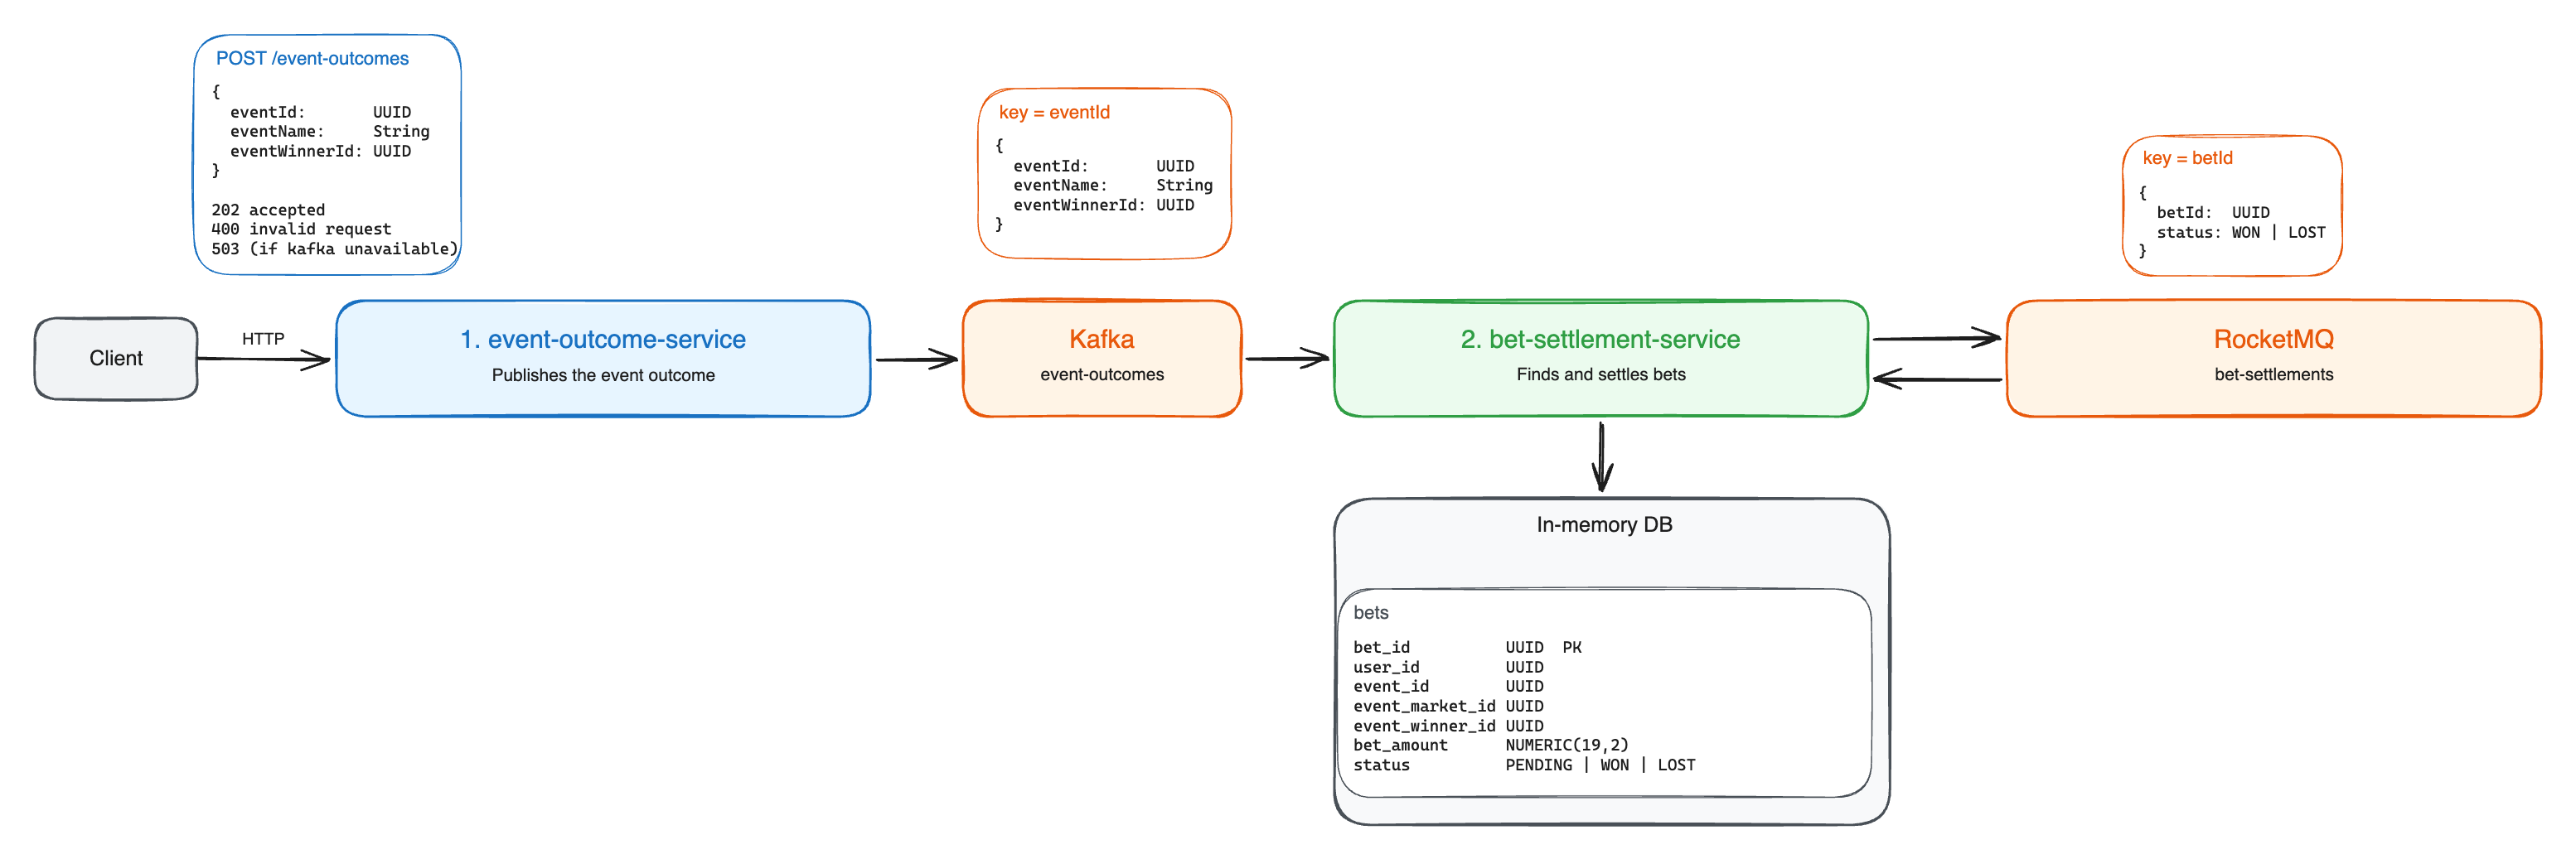 POST /event-outcomes
{
  eventId:       UUID
  eventName:     String
  eventWinnerId: UUID
}
202 accepted
400 invalid request
503 (if kafka unavailable)
key = eventId
{
  eventId:       UUID
  eventName:     String
  eventWinnerId: UUID
}
key = betId
{
  betId:  UUID
  status: WON | LOST
}
Client
HTTP
1. event-outcome-service
Publishes the event outcome
Kafka
event-outcomes
2. bet-settlement-service
Finds and settles bets
RocketMQ
bet-settlements
In-memory DB
bets
bet_id          UUID  PK
user_id         UUID
event_id        UUID
event_market_id UUID
event_winner_id UUID
bet_amount      NUMERIC(19,2)
status          PENDING | WON | LOST